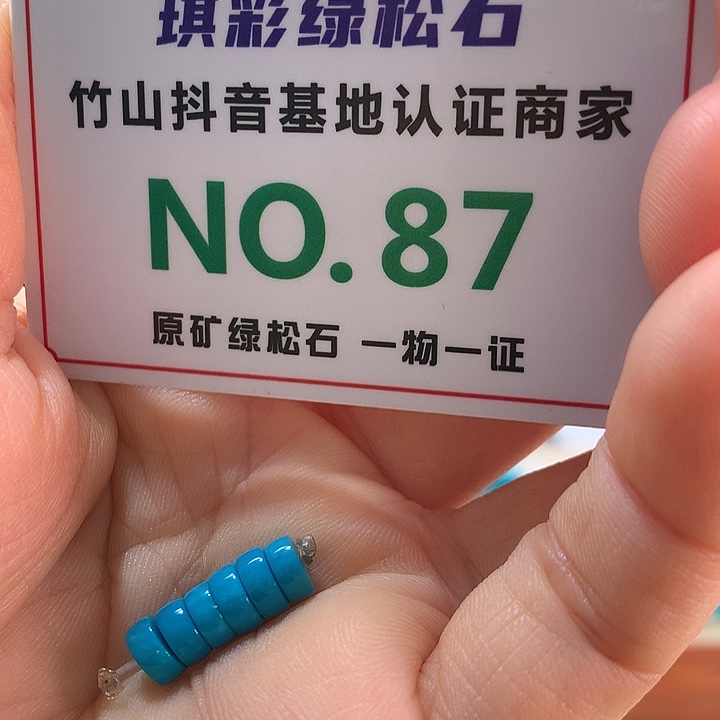 琪彩绿松石
竹山抖音基地认证商家
NO.87
原矿绿松石 一物一证